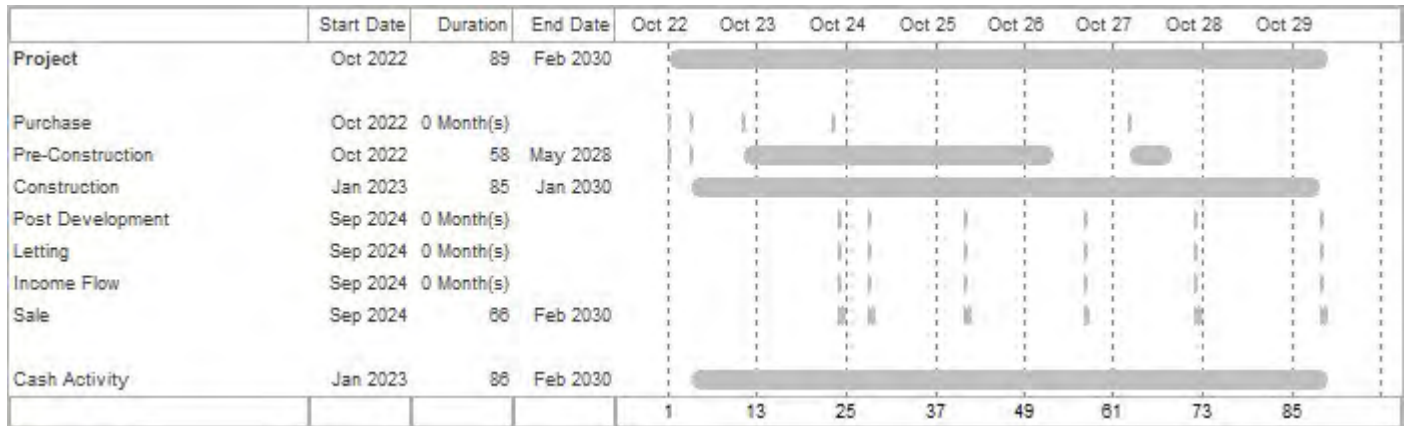 Start Date Duration End Date Oct 22 Oct 23 Oct 24 Oct 25 Oct 26 Oct 27 Oct 28 Oct 29
Project Oct 2022 89 Feb 2030
Purchase Oct 2022 0 Month(s)
Pre-Construction Oct 2022 58 May 2028
Construction Jan 2023 85 Jan 2030
Post Development Sep 2024 0 Month(s)
Letting Sep 2024 0 Month(s)
Income Flow Sep 2024 0 Month(s)
Sale Sep 2024 66 Feb 2030
Cash Activity Jan 2023 86 Feb 2030
1 13 25 37 49 61 73 85